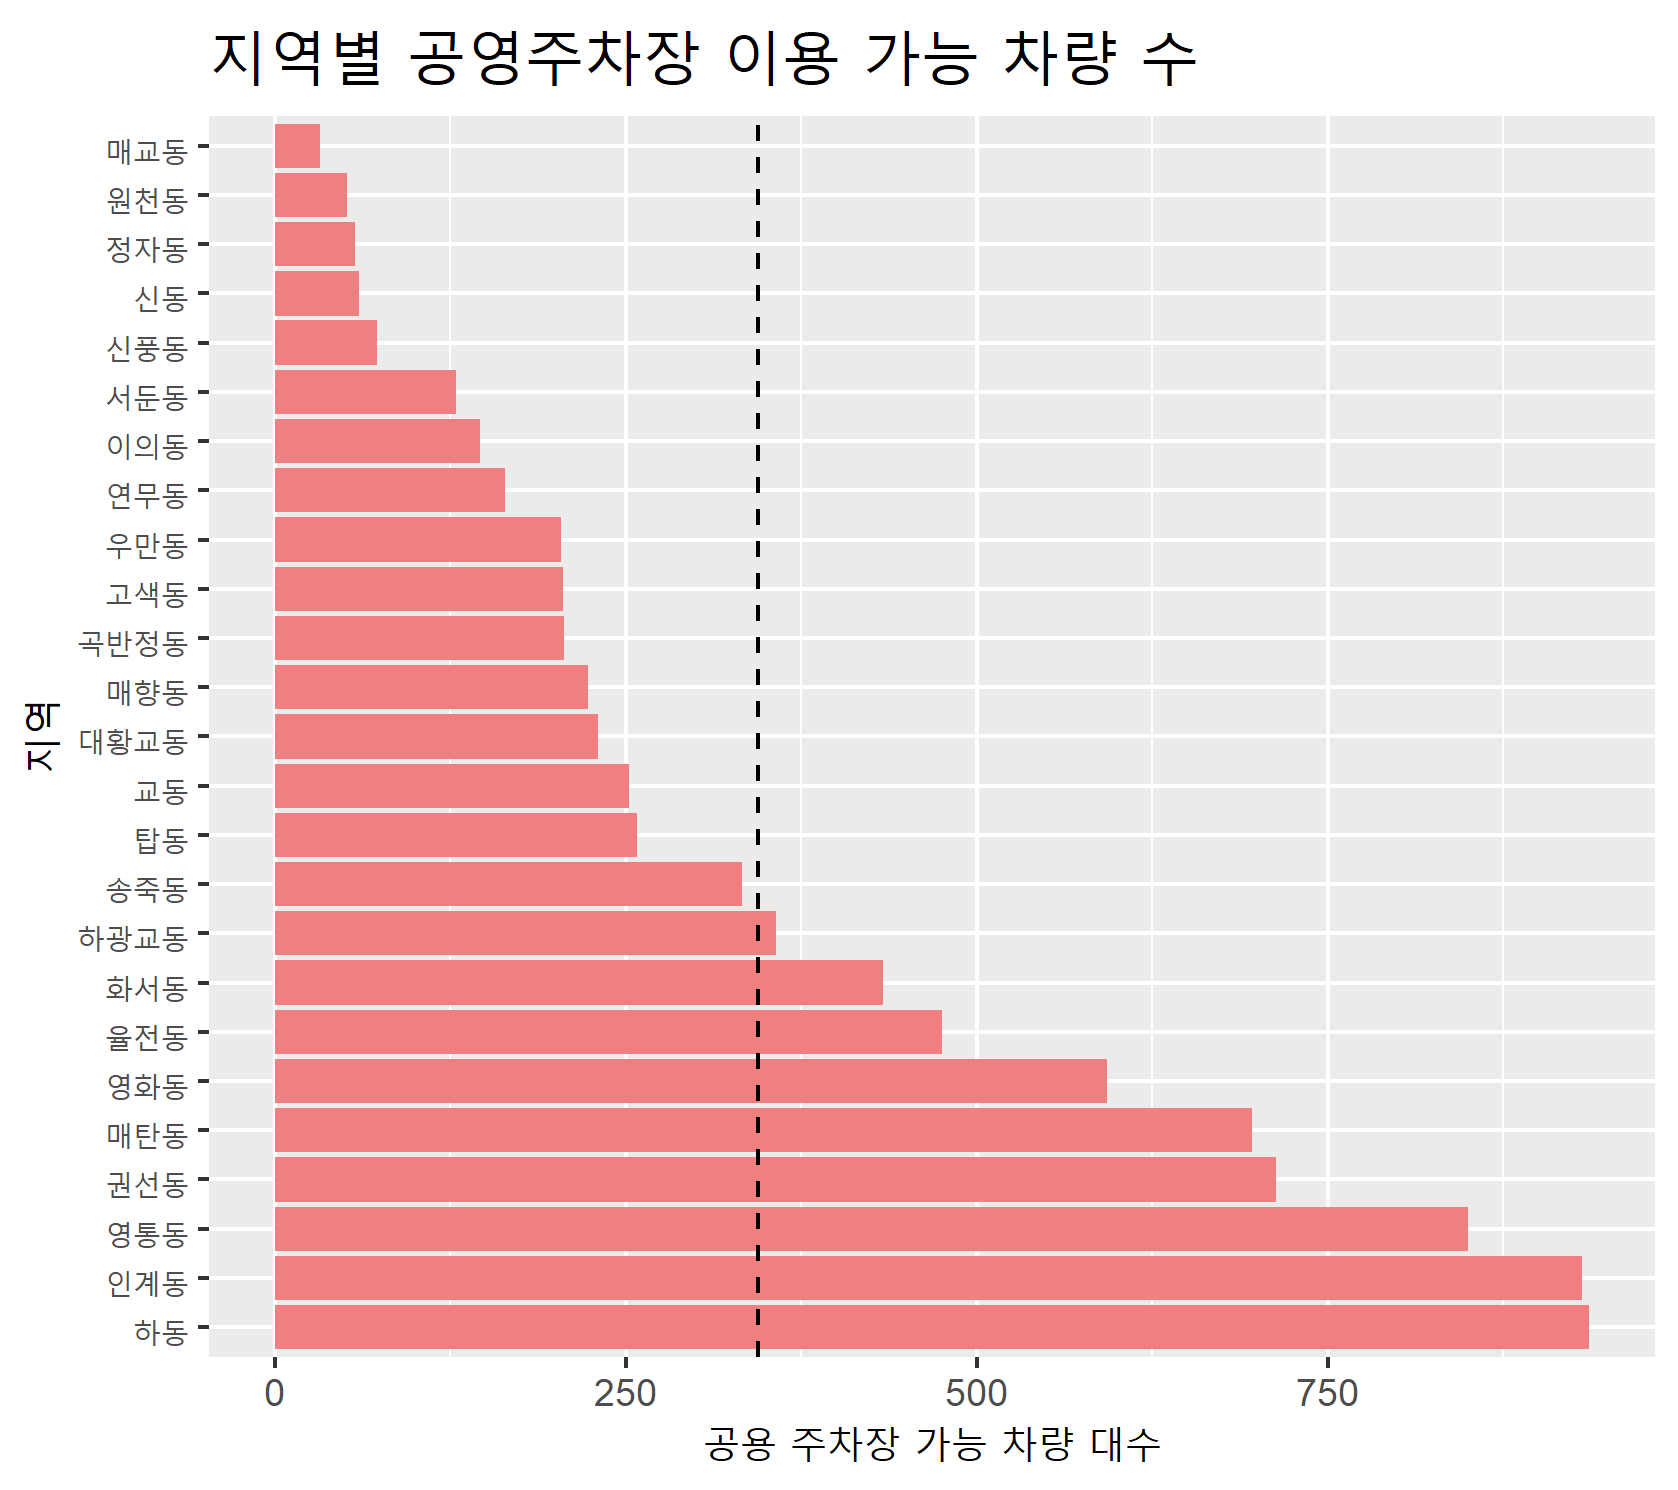 지역별 공영주차장 이용 가능 차량 수
매교동
원천동
정자동
신동
신풍동
서둔동
이의동
연무동
우만동
고색동
곡반정동
매향동
대황교동
교동
탑동
송죽동
하광교동
화서동
율전동
영화동
매탄동
권선동
영통동
인계동
하동
지역
0 250 500 750
공용 주차장 가능 차량 대수